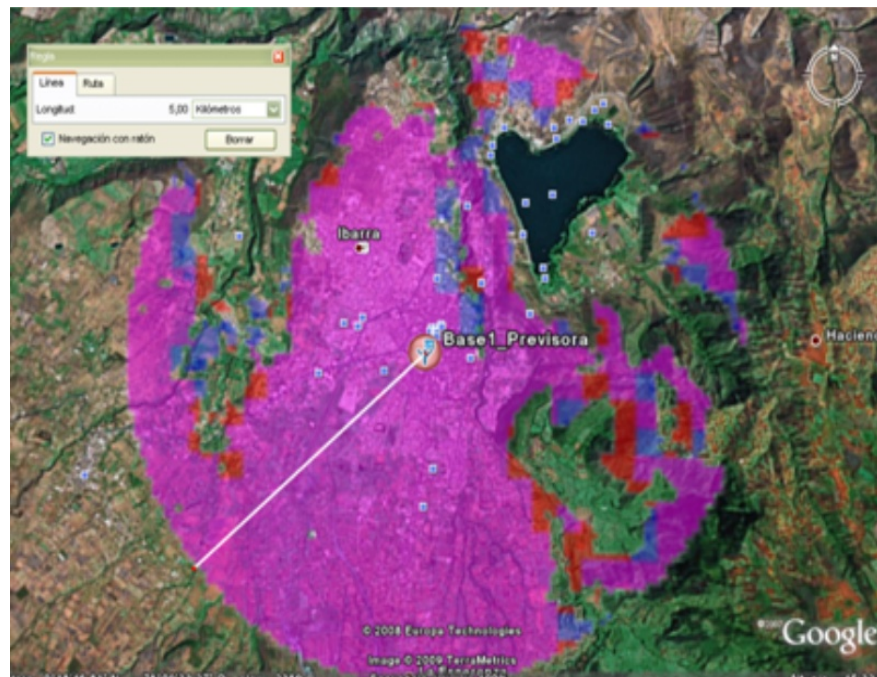 Regla
Línea Ruta
Longitud: 5,00 Kilómetros
Navegación con ratón Borrar
Ibarra
Base1_Previsora
Hacien
© 2008 Europa Technologies
Image © 2009 TerraMetrics
Google